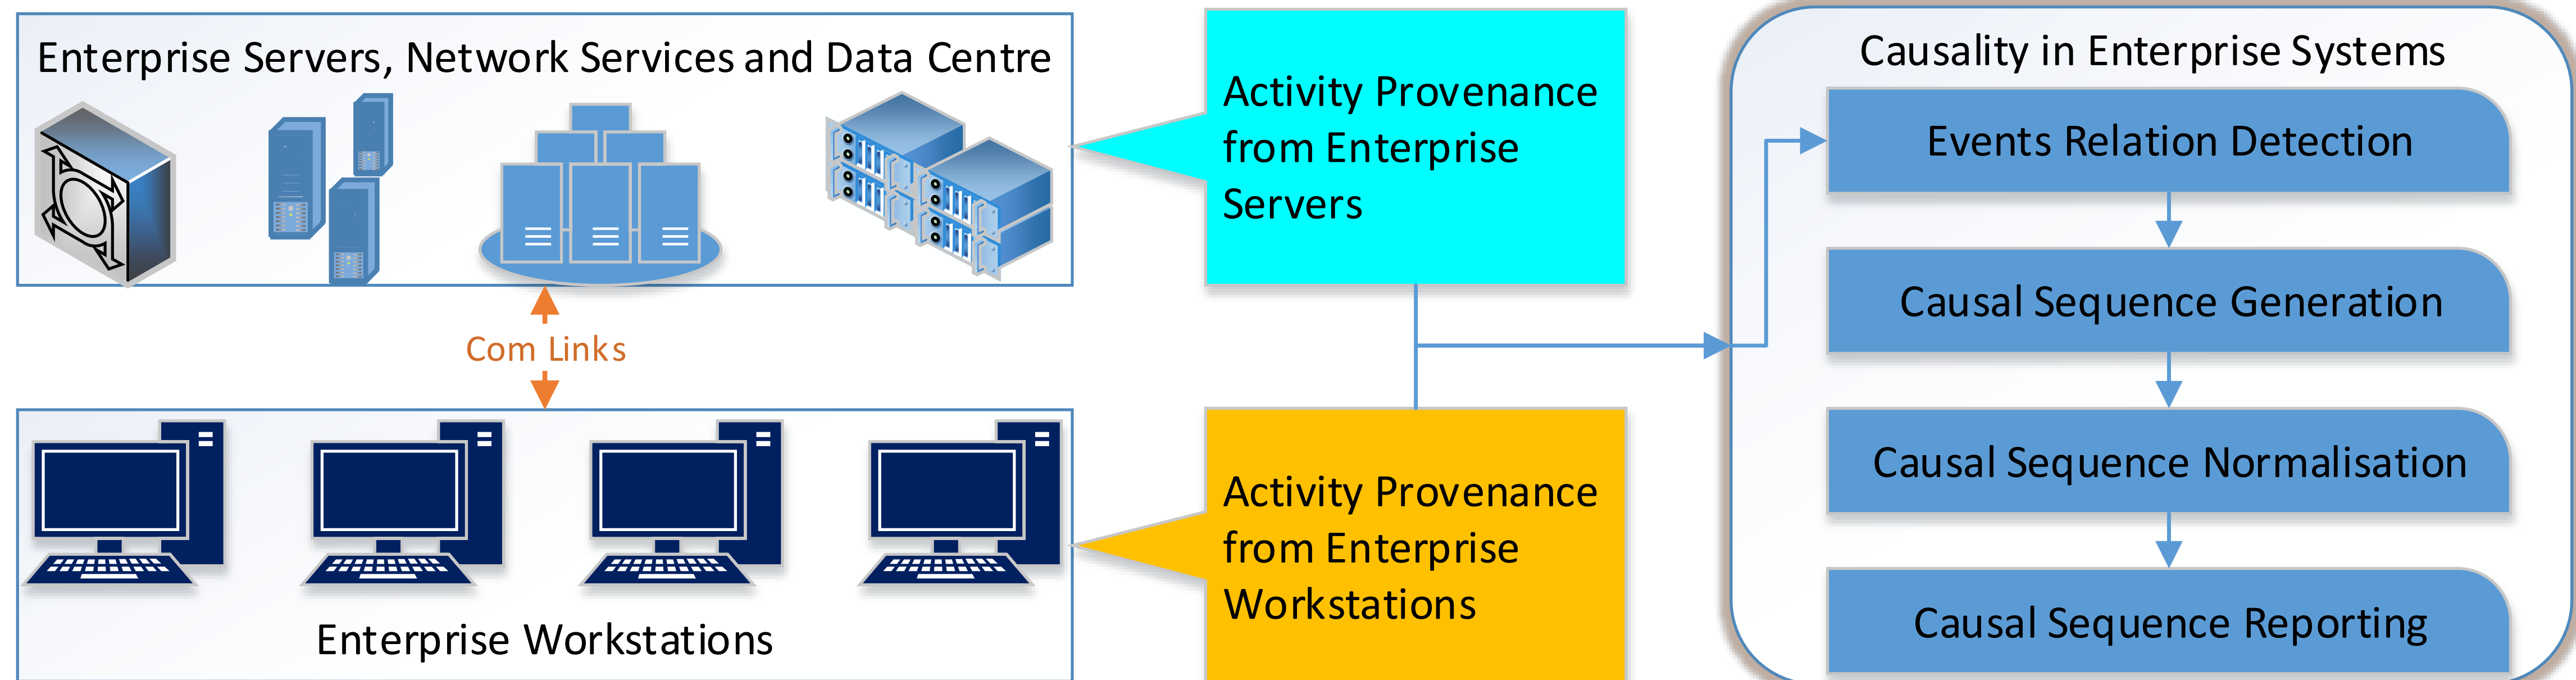 Enterprise Servers, Network Services and Data Centre
Com Links
Enterprise Workstations
Activity Provenance
from Enterprise
Servers
Activity Provenance
from Enterprise
Workstations
Causality in Enterprise Systems
Events Relation Detection
Causal Sequence Generation
Causal Sequence Normalisation
Causal Sequence Reporting